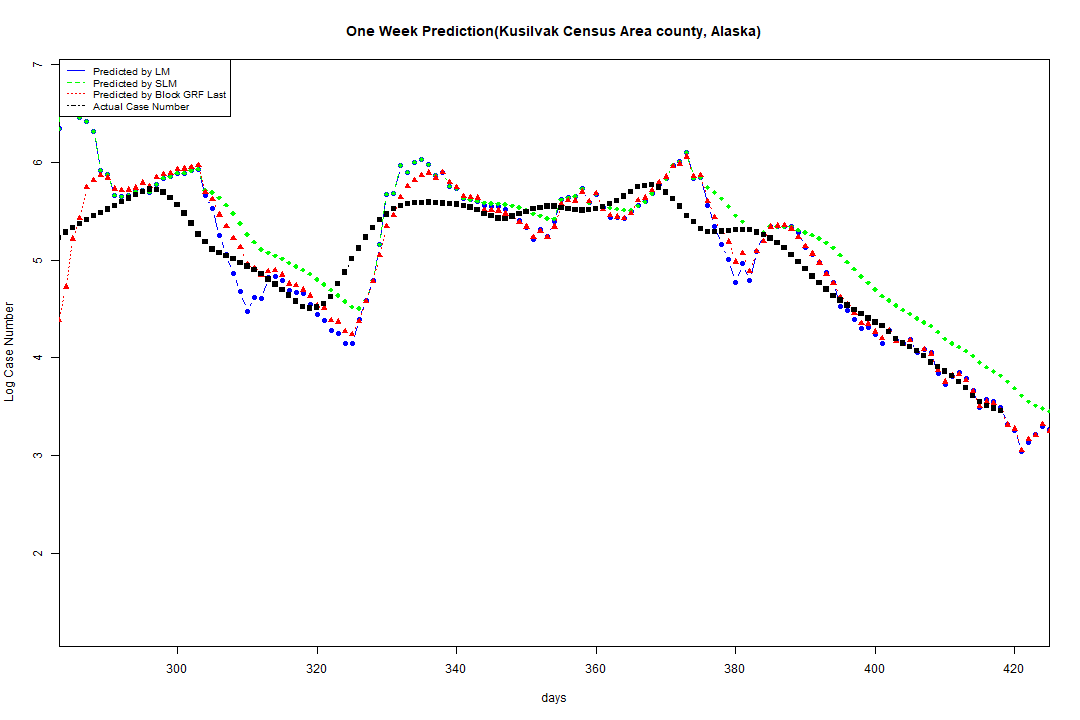 One Week Prediction(Kusilvak Census Area county, Alaska)
Predicted by LM
Predicted by SLM
Predicted by Block GRF Last
Actual Case Number
Log Case Number
7
6
5
4
3
2
300
320
340
360
380
400
420
days